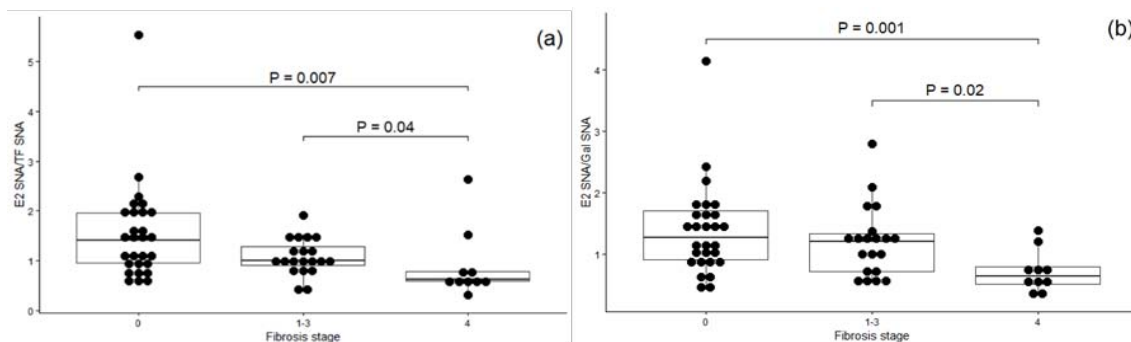 (a)
P = 0.007
P = 0.04
E2 SNA/TF SNA
5
4
3
2
1
0
0
1-3
4
Fibrosis stage
(b)
P = 0.001
P = 0.02
E2 SNA/Gal SNA
4
3
2
1
0
1-3
4
Fibrosis stage